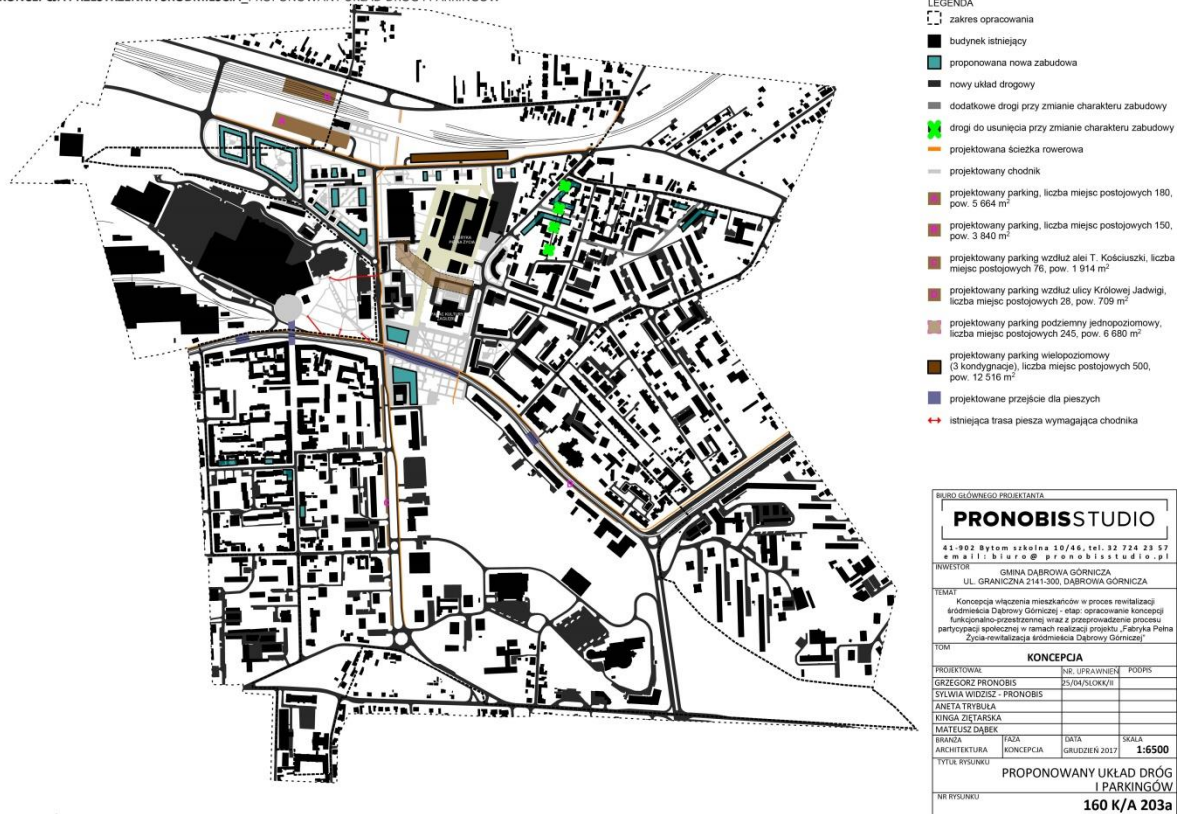 LEGENDA
zakres opracowania
budynek istniejący
proponowana nowa zabudowa
nowy układ drogowy
dodatkowe drogi przy zmianie charakteru zabudowy
drogi do usunięcia przy zmianie charakteru zabudowy
projektowana ścieżka rowerowa
projektowany chodnik
projektowany parking, liczba miejsc postojowych 180,
pow. 5 664 m²
projektowany parking, liczba miejsc postojowych 150,
pow. 3 840 m²
projektowany parking wzdłuż alei T. Kościuszki, liczba
miejsc postojowych 76, pow. 1 914 m²
projektowany parking wzdłuż ulicy Królowej Jadwigi,
liczba miejsc postojowych 28, pow. 709 m²
projektowany parking podziemny jednopoziomowy,
liczba miejsc postojowych 245, pow. 6 680 m²
projektowany parking wielopoziomowy
(3 kondygnacje), liczba miejsc postojowych 500,
pow. 12 516 m²
projektowane przejście dla pieszych
istniejąca trasa piesza wymagająca chodnika
BIURO GŁÓWNEGO PROJEKTANTA
PRONOBISSTUDIO
41-902 Bytom szkolna 10/46, tel. 32 724 23 57
email: biuro@pronobisstudio.pl
INWESTOR
GMINA DĄBROWA GÓRNICZA
UL. GRANICZNA 2141-300, DĄBROWA GÓRNICZA
TEMAT
Koncepcja włączenia mieszkańców w proces rewitalizacji
śródmieścia Dąbrowy Górniczej - etap: opracowanie koncepcji
funkcjonalno-przestrzennej wraz z przeprowadzenie procesu
partycypacji społecznej w ramach realizacji projektu „Fabryka Pełna
Życia-rewitalizacja śródmieścia Dąbrowy Górniczej"
TOM
KONCEPCJA
PROJEKTOWAŁ NR. UPRAWNIEŃ PODPIS
GRZEGORZ PRONOBIS 25/04/SŁOKK/II
SYLWIA WIDZISZ - PRONOBIS
ANETA TRYBUŁA
KINGA ZIĘTARSKA
MATEUSZ DĄBEK
BRANŻA FAZA DATA SKALA
ARCHITEKTURA KONCEPCJA GRUDZIEŃ 2017 1:6500
TYTUŁ RYSUNKU
PROPONOWANY UKŁAD DRÓG
I PARKINGÓW
NR RYSUNKU
160 K/A 203a